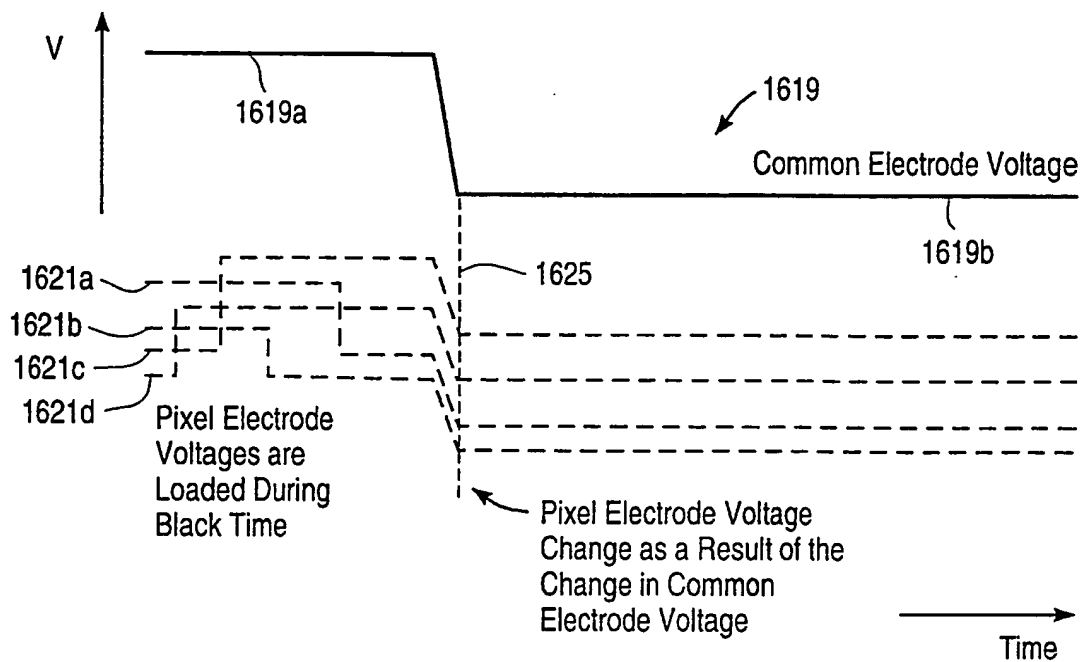 V
1619a
1619
Common Electrode Voltage
1619b
1621a
1625
1621b
1621c
1621d
Pixel Electrode
Voltages are
Loaded During
Black Time
Pixel Electrode Voltage
Change as a Result of the
Change in Common
Electrode Voltage
Time